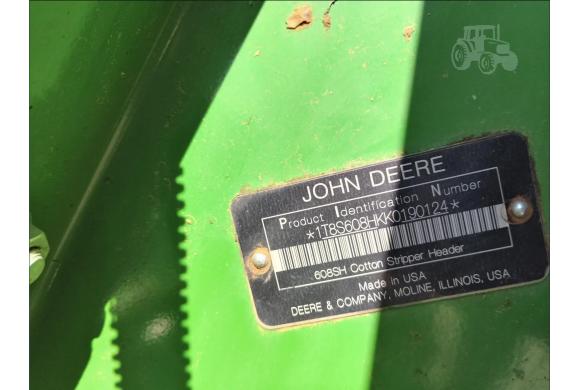 JOHN DEERE
Product Identification Number
*1T8S608HKK0190124*
608SH Cotton Stripper Header
Made in USA
DEERE & COMPANY, MOLINE, ILLINOIS, USA